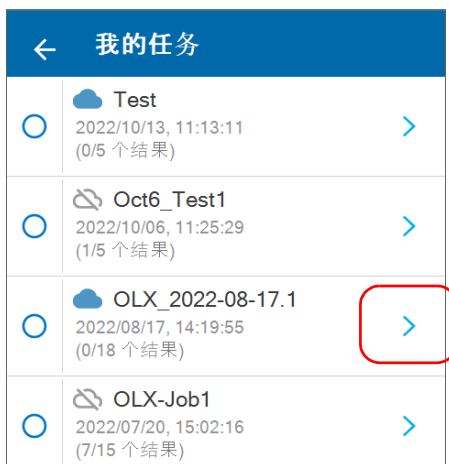 我的任务
Test
2022/10/13, 11:13:11
(0/5 个结果)
Oct6_Test1
2022/10/06, 11:25:29
(1/5 个结果)
OLX_2022-08-17.1
2022/08/17, 14:19:55
(0/18 个结果)
OLX-Job1
2022/07/20, 15:02:16
(7/15 个结果)